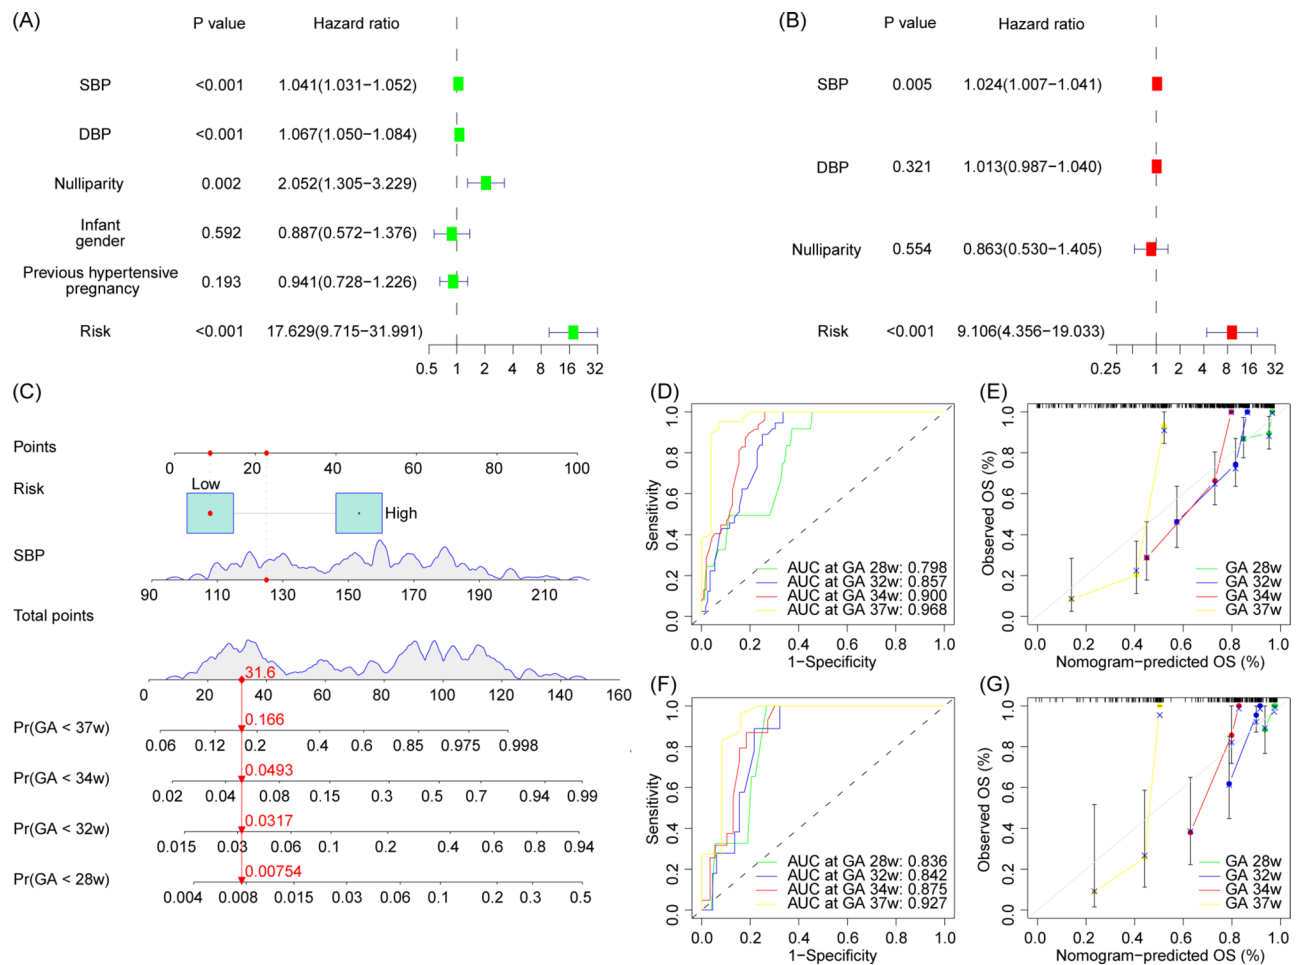 (A)
P value Hazard ratio
SBP <0.001 1.041(1.031−1.052)
DBP <0.001 1.067(1.050−1.084)
Nulliparity 0.002 2.052(1.305−3.229)
Infant
gender 0.592 0.887(0.572−1.376)
Previous hypertensive
pregnancy 0.193 0.941(0.728−1.226)
Risk <0.001 17.629(9.715−31.991)
0.5 1 2 4 8 16 32
(B)
P value Hazard ratio
SBP 0.005 1.024(1.007−1.041)
DBP 0.321 1.013(0.987−1.040)
Nulliparity 0.554 0.863(0.530−1.405)
Risk <0.001 9.106(4.356−19.033)
0.25 1 2 4 8 16 32
(C)
Points
0 20 40 60 80 100
Risk
Low
High
SBP
90 110 130 150 170 190 210
Total points
31.6
0 20 40 60 80 100 120 140 160
Pr(GA < 37w)
0.166
0.06 0.12 0.2 0.4 0.6 0.85 0.975 0.998
Pr(GA < 34w)
0.0493
0.02 0.04 0.08 0.15 0.3 0.5 0.7 0.94 0.99
Pr(GA < 32w)
0.0317
0.015 0.03 0.06 0.1 0.2 0.4 0.6 0.8 0.94
Pr(GA < 28w)
0.00754
0.004 0.008 0.015 0.03 0.06 0.1 0.2 0.3 0.5
(D)
Sensitivity
0.0 0.2 0.4 0.6 0.8 1.0
AUC at GA 28w: 0.798
AUC at GA 32w: 0.857
AUC at GA 34w: 0.900
AUC at GA 37w: 0.968
0.0 0.2 0.4 0.6 0.8 1.0
1−Specificity
(E)
Observed OS (%)
0.0 0.2 0.4 0.6 0.8 1.0
GA 28w
GA 32w
GA 34w
GA 37w
0.0 0.2 0.4 0.6 0.8 1.0
Nomogram−predicted OS (%)
(F)
Sensitivity
0.0 0.2 0.4 0.6 0.8 1.0
AUC at GA 28w: 0.836
AUC at GA 32w: 0.842
AUC at GA 34w: 0.875
AUC at GA 37w: 0.927
0.0 0.2 0.4 0.6 0.8 1.0
1−Specificity
(G)
Observed OS (%)
0.0 0.2 0.4 0.6 0.8 1.0
GA 28w
GA 32w
GA 34w
GA 37w
0.0 0.2 0.4 0.6 0.8 1.0
Nomogram−predicted OS (%)